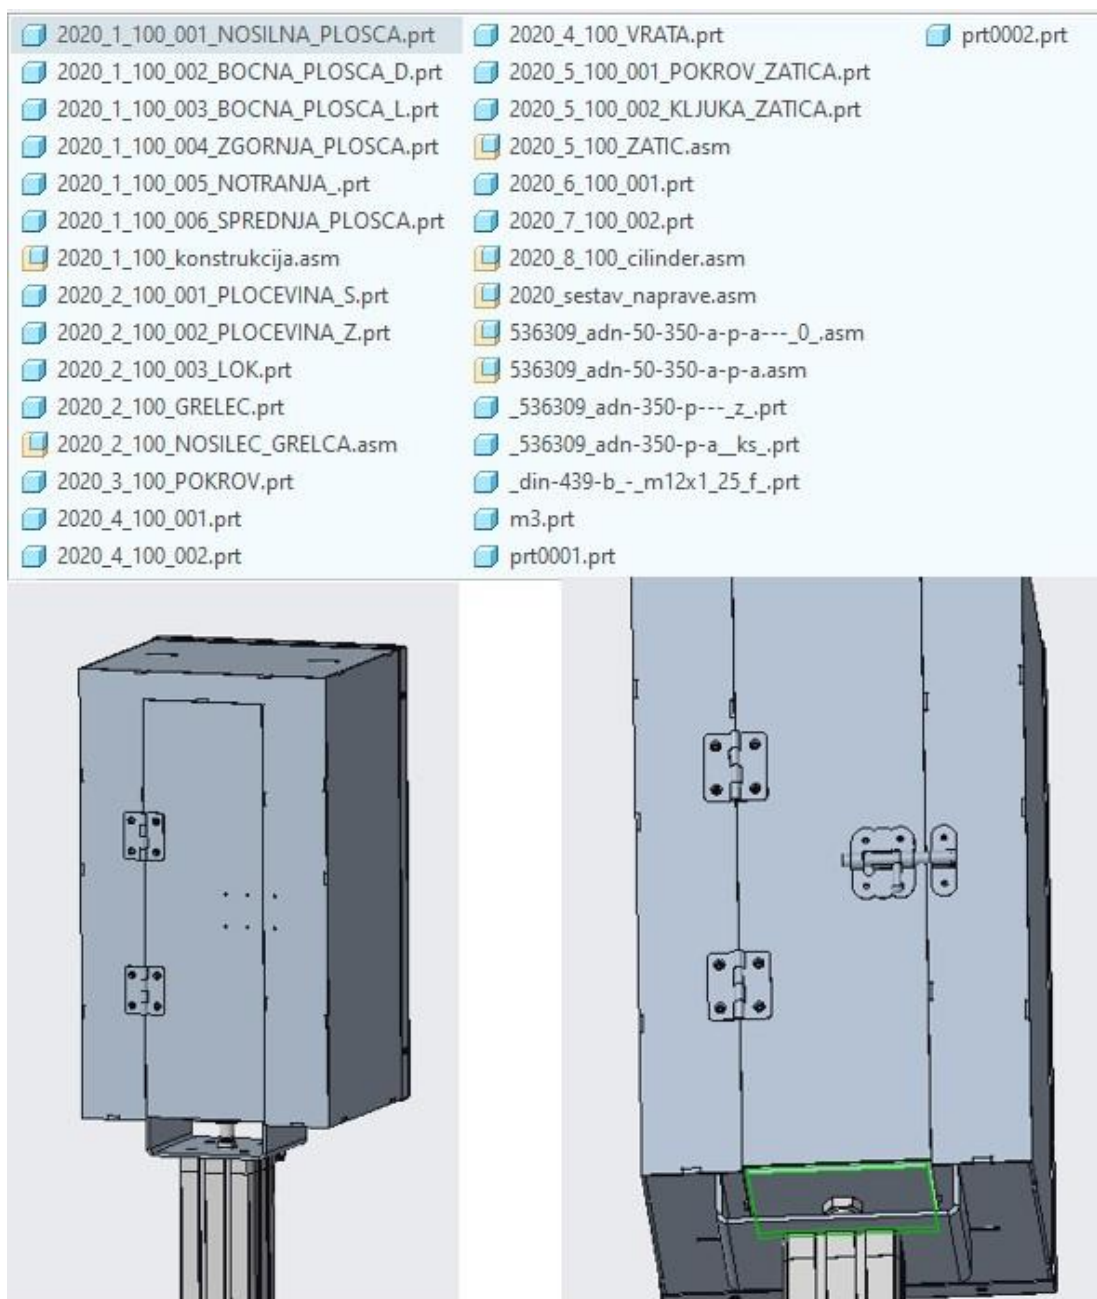 2020_1_100_001_NOSILNA_PLOSCA.prt
2020_1_100_002_BOCNA_PLOSCA_D.prt
2020_1_100_003_BOCNA_PLOSCA_L.prt
2020_1_100_004_ZGORNJA_PLOSCA.prt
2020_1_100_005_NOTRANJA_.prt
2020_1_100_006_SPREDNJA_PLOSCA.prt
2020_1_100_konstrukcija.asm
2020_2_100_001_PLOCEVINA_S.prt
2020_2_100_002_PLOCEVINA_Z.prt
2020_2_100_003_LOK.prt
2020_2_100_GRELEC.prt
2020_2_100_NOSILEC_GRELCA.asm
2020_3_100_POKROV.prt
2020_4_100_001.prt
2020_4_100_002.prt
2020_4_100_VRATA.prt
2020_5_100_001_POKROV_ZATICA.prt
2020_5_100_002_KLJUKA_ZATICA.prt
2020_5_100_ZATIC.asm
2020_6_100_001.prt
2020_7_100_002.prt
2020_8_100_cilinder.asm
2020_sestav_naprave.asm
536309_adn-50-350-a-p-a---_0_.asm
536309_adn-50-350-a-p-a.asm
_536309_adn-350-p---_z_.prt
_536309_adn-350-p-a__ks_.prt
_din-439-b_-_m12x1_25_f_.prt
m3.prt
prt0001.prt
prt0002.prt